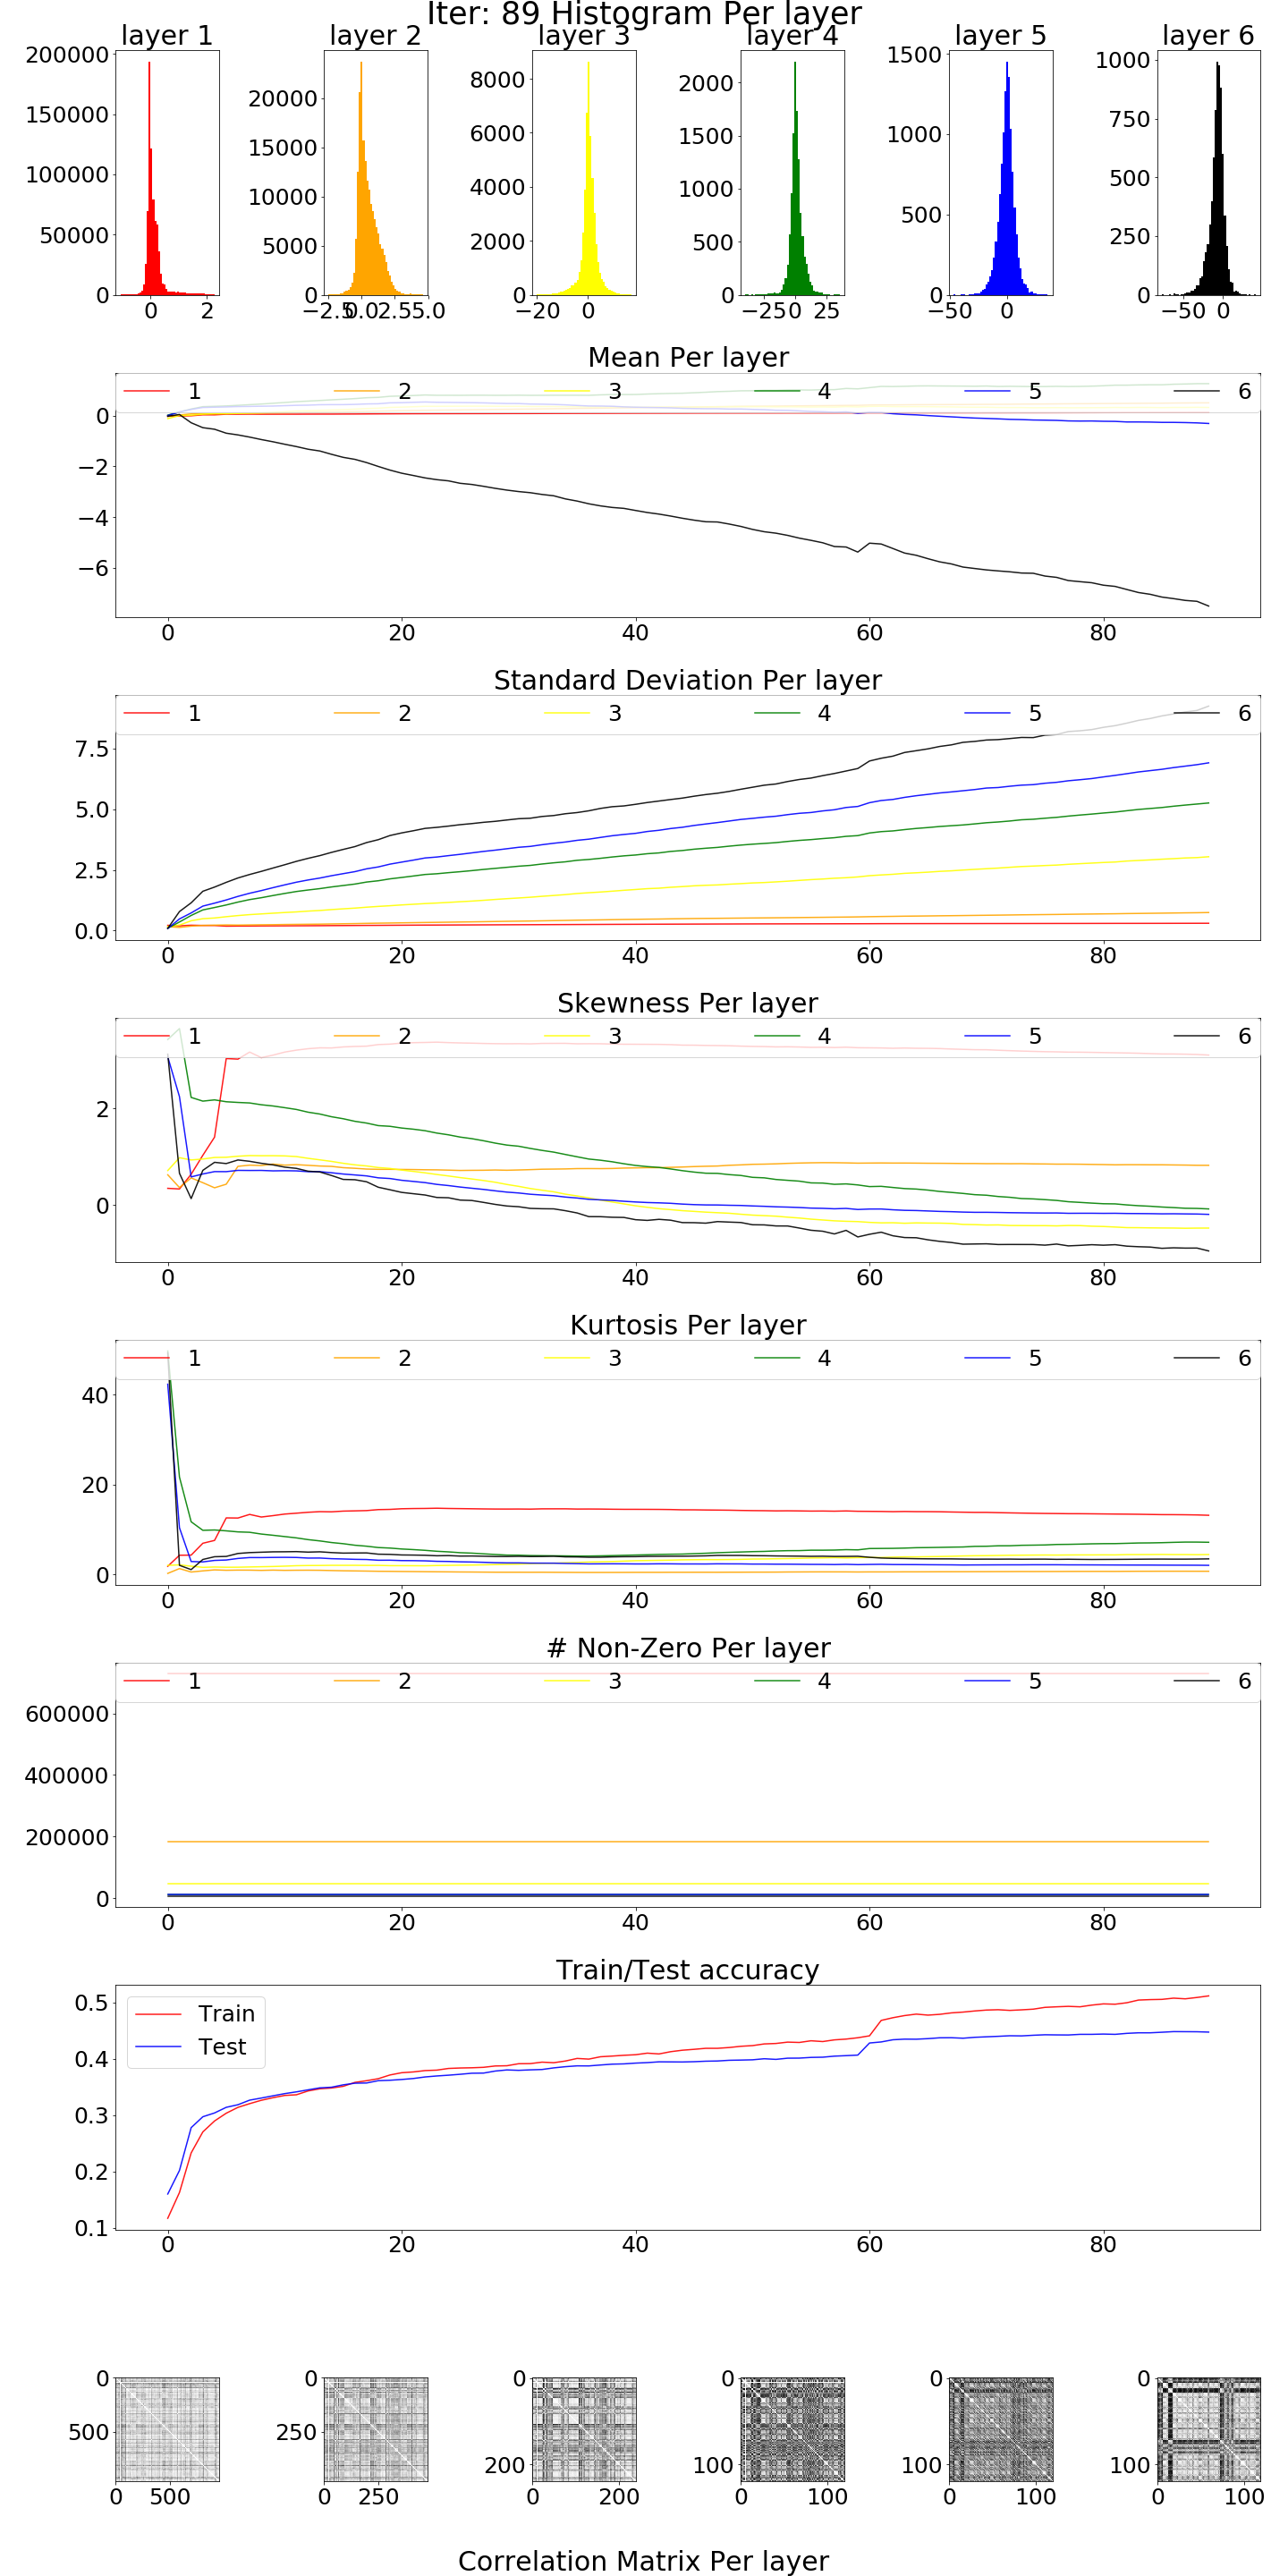 Iter: 89 Histogram Per layer
layer 1 layer 2 layer 3 layer 4 layer 5 layer 6
200000 150000 100000 50000 0
0 2
20000 15000 10000 5000 0
−2.5 0.0 2.5 5.0
8000 6000 4000 2000 0
−20 0
2000 1500 1000 500 0
−25 0 25
1500 1000 500 0
−50 0
1000 750 500 250 0
−50 0
Mean Per layer
1 2 3 4 5 6
0
−2
−4
−6
0 20 40 60 80
Standard Deviation Per layer
1 2 3 4 5 6
7.5
5.0
2.5
0.0
0 20 40 60 80
Skewness Per layer
1 2 3 4 5 6
2
0
0 20 40 60 80
Kurtosis Per layer
1 2 3 4 5 6
40
20
0
0 20 40 60 80
# Non-Zero Per layer
1 2 3 4 5 6
600000
400000
200000
0
0 20 40 60 80
Train/Test accuracy
Train
Test
0.5
0.4
0.3
0.2
0.1
0 20 40 60 80
0 500
0 500
0 250
0 250
0 200
0 200
0 100
0 100
0 100
0 100
0 100
0 100
Correlation Matrix Per layer